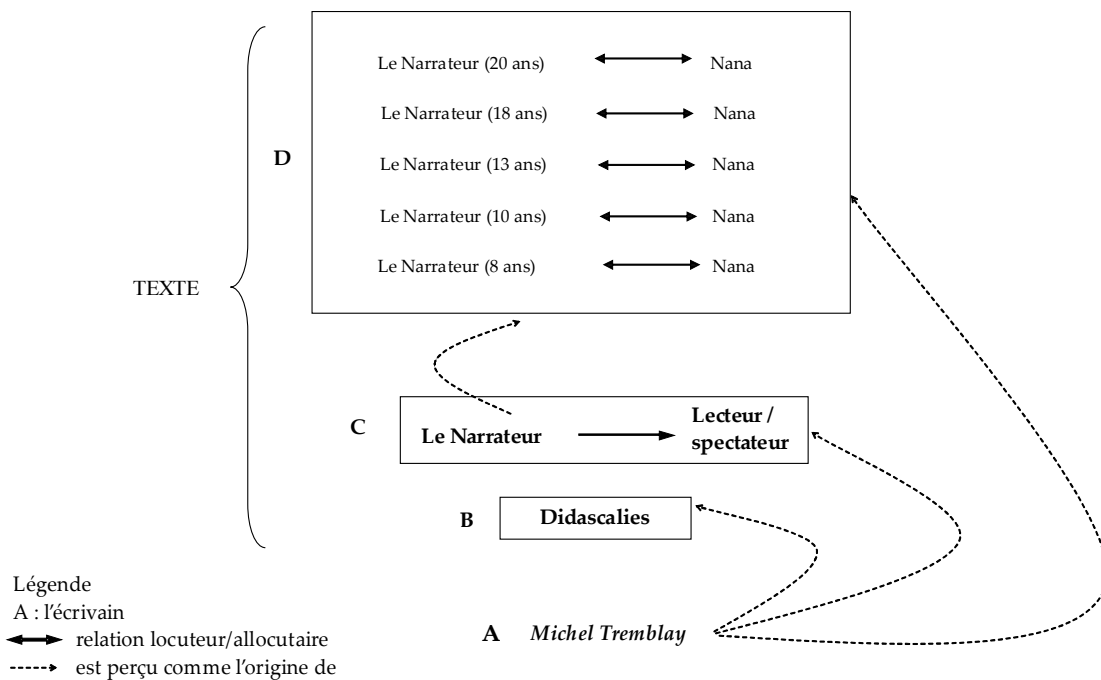 Le Narrateur (20 ans) Nana
Le Narrateur (18 ans) Nana
D
Le Narrateur (13 ans) Nana
Le Narrateur (10 ans) Nana
Le Narrateur (8 ans) Nana
TEXTE
C
Le Narrateur
Lecteur /
spectateur
B
Didascalies
Légende
A : l'écrivain
relation locuteur/allocutaire
est perçu comme l'origine de
A Michel Tremblay